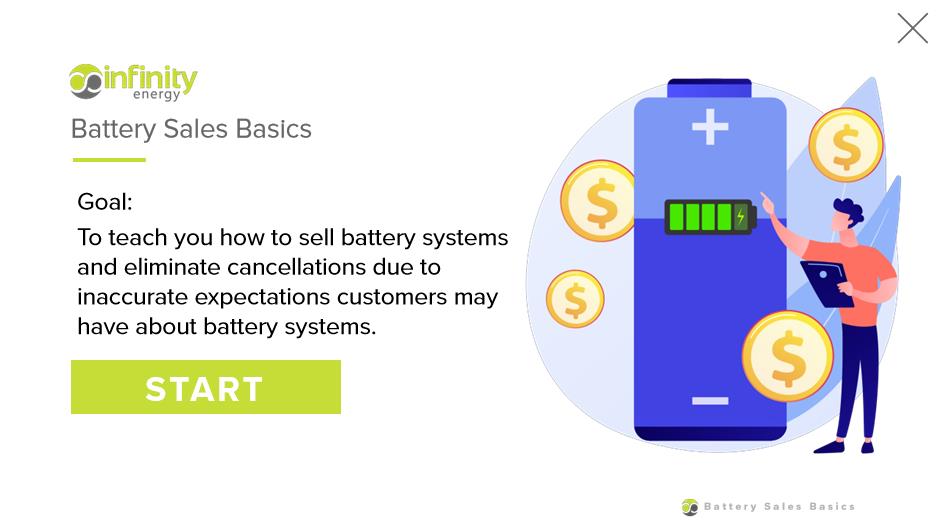 infinity
energy
Battery Sales Basics
Goal:
To teach you how to sell battery systems
and eliminate cancellations due to
inaccurate expectations customers may
have about battery systems.
START
$
$
$
$
+
−
Battery Sales Basics